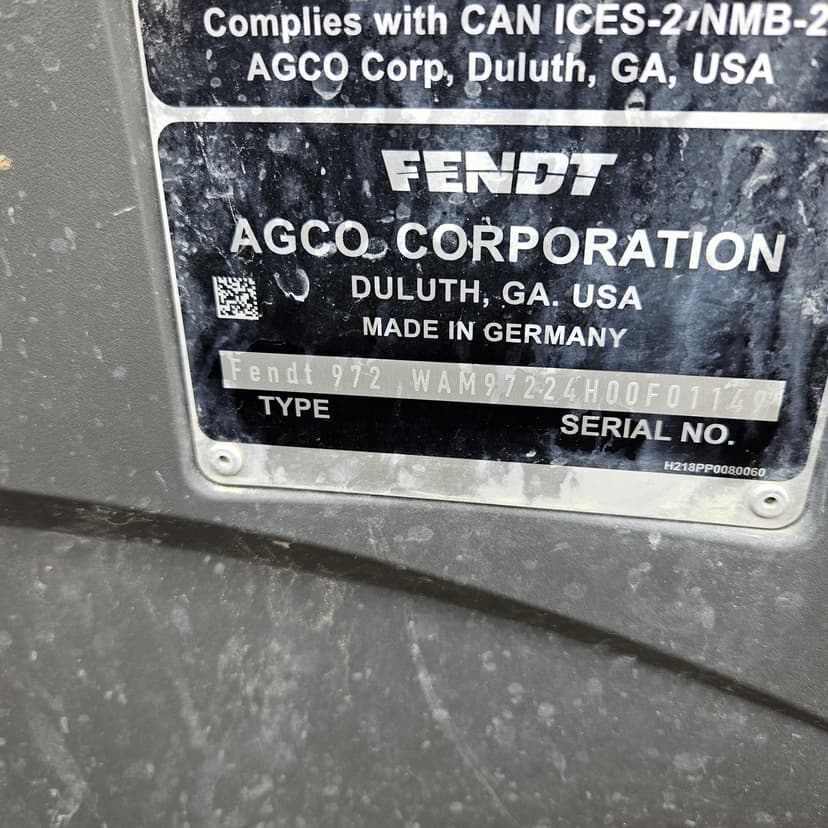 Complies with CAN ICES-2/NMB-2
AGCO Corp, Duluth, GA, USA
FENDT
AGCO CORPORATION
DULUTH, GA. USA
MADE IN GERMANY
Fendt 972 WAM97224H00F01149
TYPE
SERIAL NO.
H218PP0080060